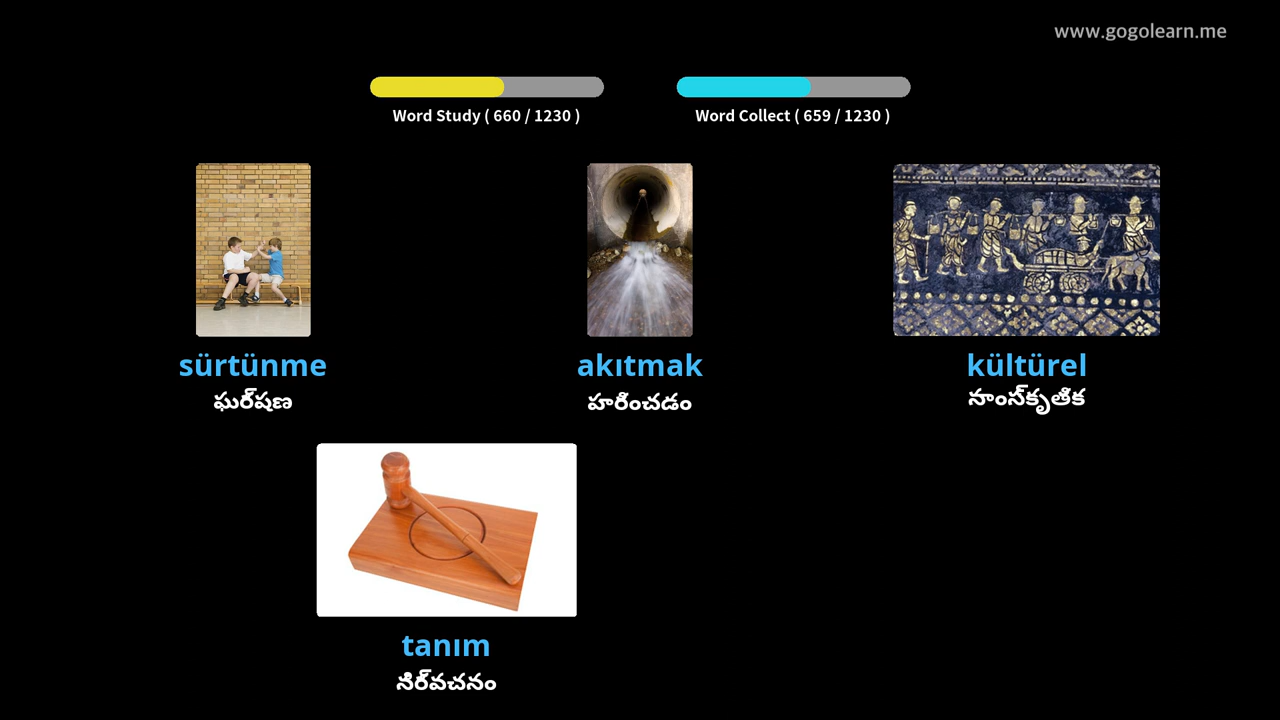 www.gogolearn.me
Word Study ( 660 / 1230 )
Word Collect ( 659 / 1230 )
sürtünme
ఘర్షణ
akıtmak
హరించడం
kültürel
సాంస్కృతిక
tanım
నిర్వచనం